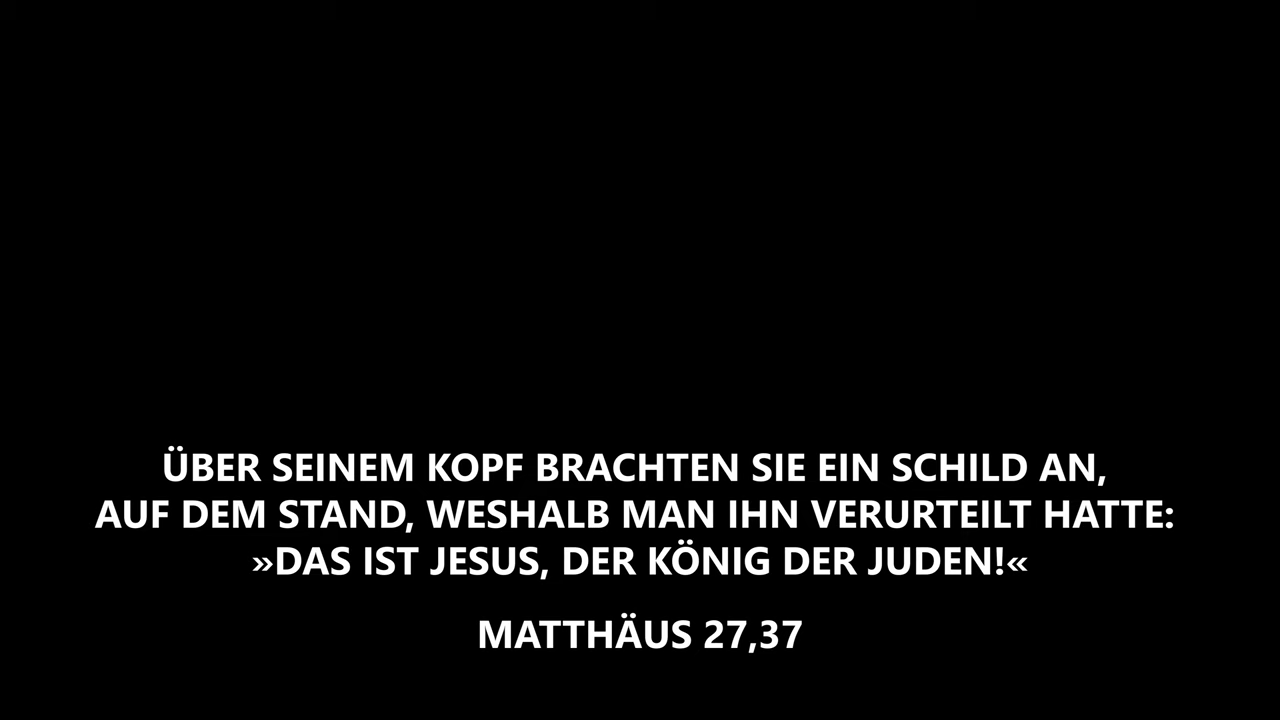 ÜBER SEINEM KOPF BRACHTEN SIE EIN SCHILD AN,
AUF DEM STAND, WESHALB MAN IHN VERURTEILT HATTE:
»DAS IST JESUS, DER KÖNIG DER JUDEN!«
MATTHÄUS 27,37